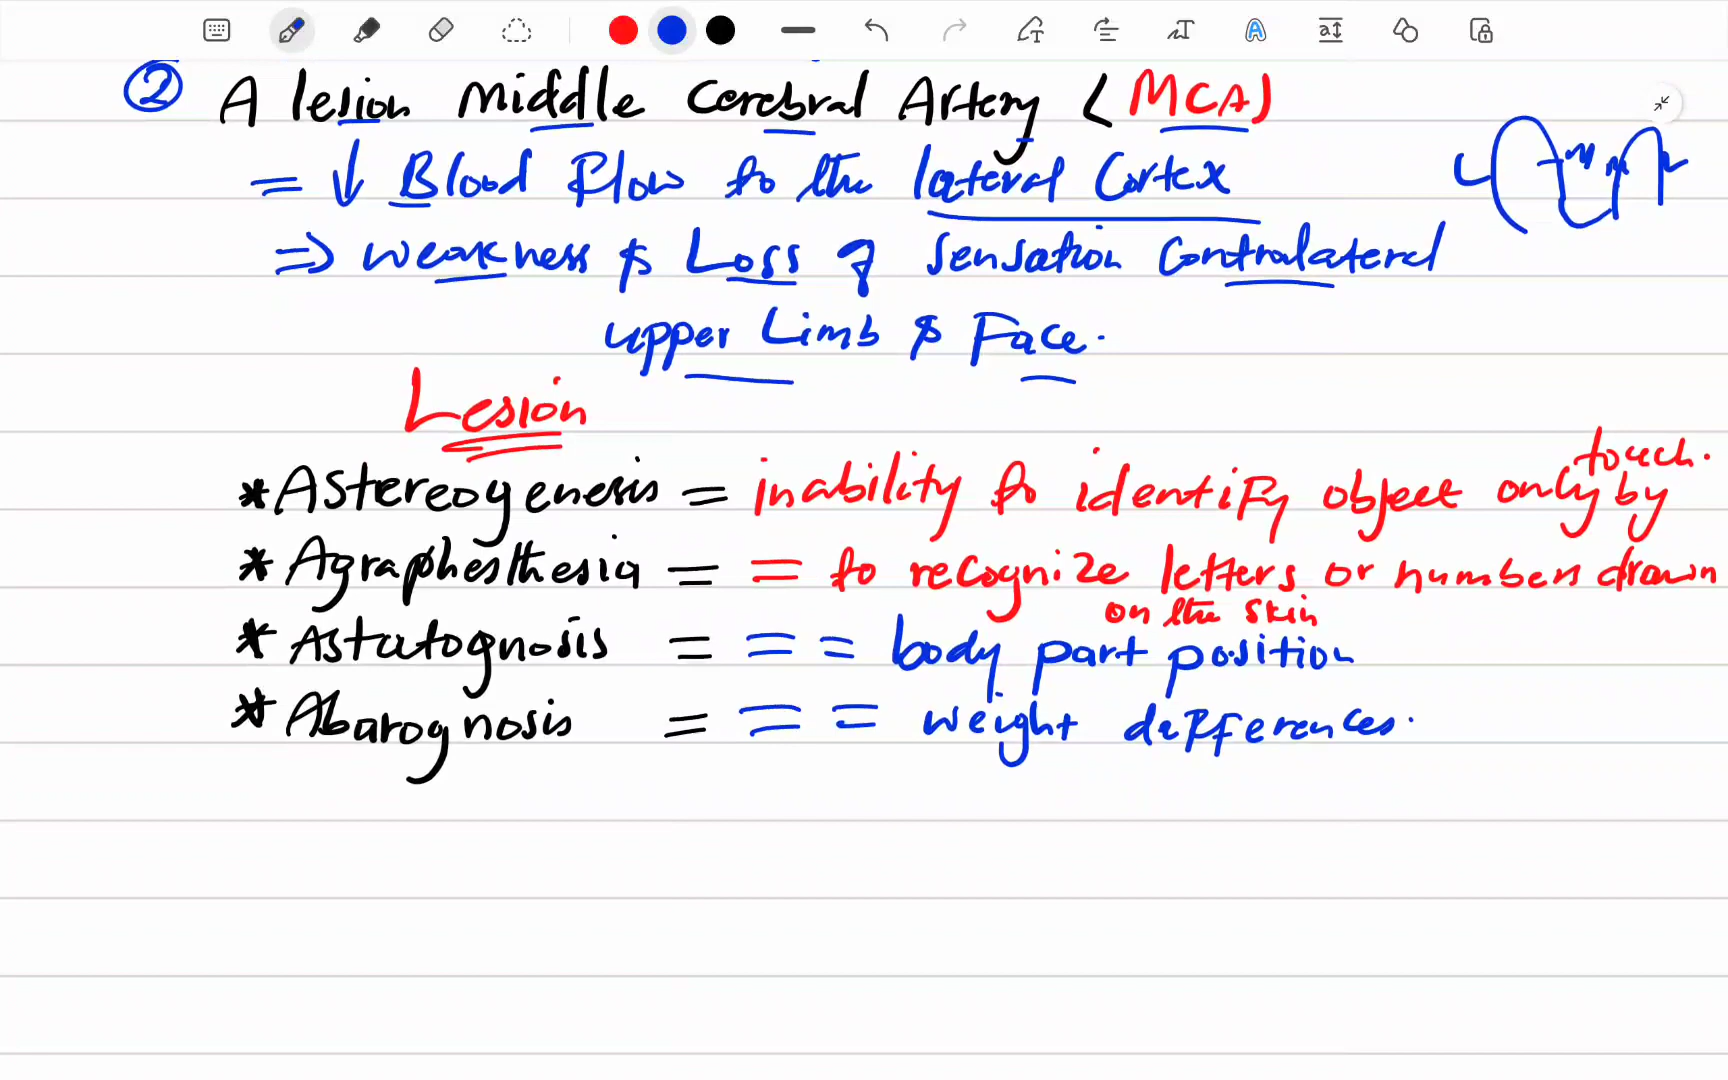 ② A lesion Middle Cerebral Artery (MCA)
= ↓ Blood Flow to the lateral Cortex
⇒ weakness & Loss of sensation Contralateral
upper Limb & Face.
Lesion
touch.
*Astereogenesis = inability to identify object only by
*Agraphesthesia = = to recognize letters or numbers drawn
on the skin
*Astatognosis = = = body part position
*Abarognosis = = = weight differences.